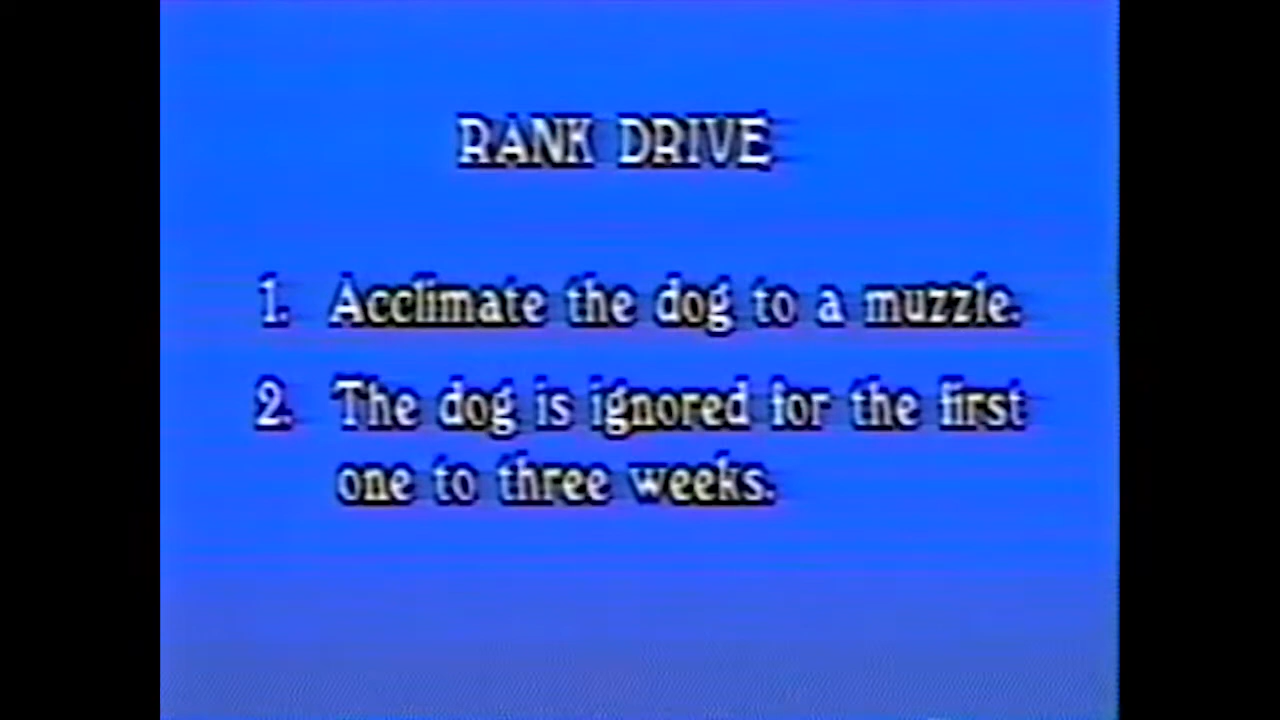 RANK DRIVE
1. Acclimate the dog to a muzzle.
2. The dog is ignored for the first
one to three weeks.